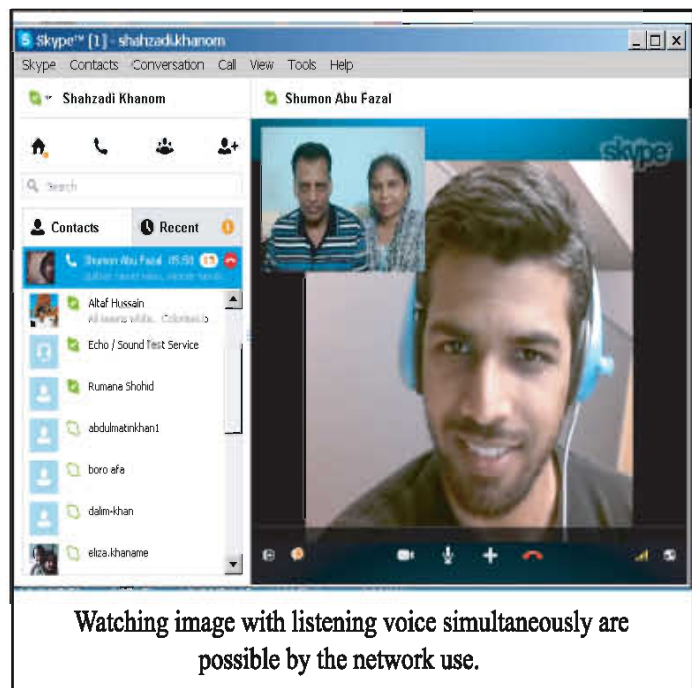 Skype™ [1] - shahzadi.khanom
Skype Contacts Conversation Call View Tools Help
Shahzadi Khanom
Shumon Abu Fazal
skype
Search
Contacts
Recent
Shumon Abu Fazal 05:50
Altaf Hussain
Echo / Sound Test Service
Rumana Shohid
abdulmatinkhan1
boro afa
dalim-khan
eliza.khaname
Watching image with listening voice simultaneously are
possible by the network use.